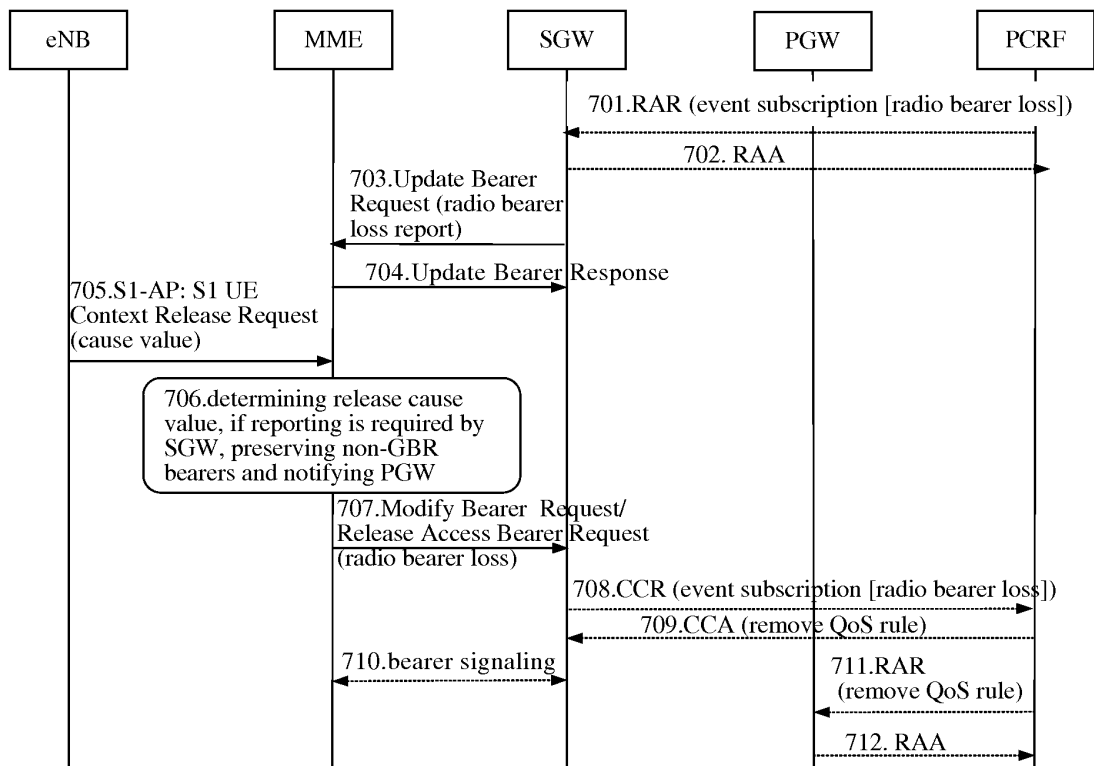 eNB
MME
SGW
PGW
PCRF
701.RAR (event subscription [radio bearer loss])
702. RAA
703.Update Bearer
Request (radio bearer
loss report)
704.Update Bearer Response
705.S1-AP: S1 UE
Context Release Request
(cause value)
706.determining release cause
value, if reporting is required by
SGW, preserving non-GBR
bearers and notifying PGW
707.Modify Bearer Request/
Release Access Bearer Request
(radio bearer loss)
708.CCR (event subscription [radio bearer loss])
709.CCA (remove QoS rule)
710.bearer signaling
711.RAR
(remove QoS rule)
712. RAA